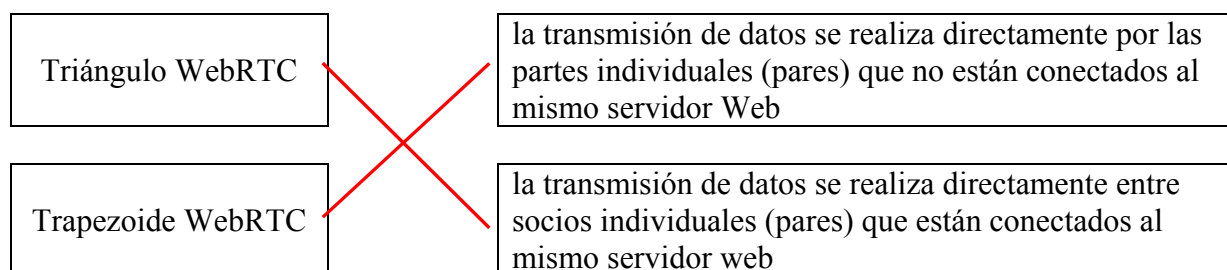 Triángulo WebRTC
la transmisión de datos se realiza directamente por las
partes individuales (pares) que no están conectados al
mismo servidor Web
Trapezoide WebRTC
la transmisión de datos se realiza directamente entre
socios individuales (pares) que están conectados al
mismo servidor web